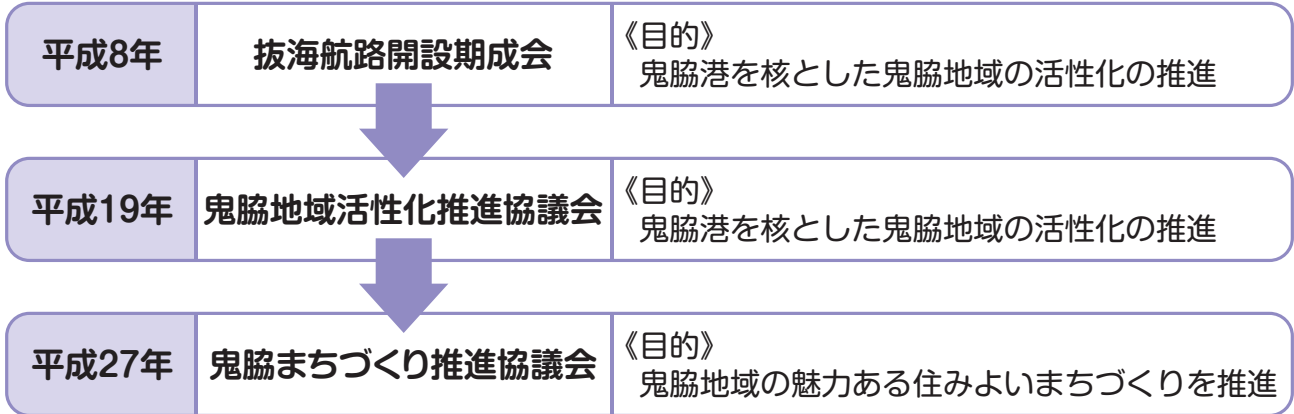 平成8年
抜海航路開設期成会
《目的》
鬼脇港を核とした鬼脇地域の活性化の推進
平成19年
鬼脇地域活性化推進協議会
《目的》
鬼脇港を核とした鬼脇地域の活性化の推進
平成27年
鬼脇まちづくり推進協議会
《目的》
鬼脇地域の魅力ある住みよいまちづくりを推進